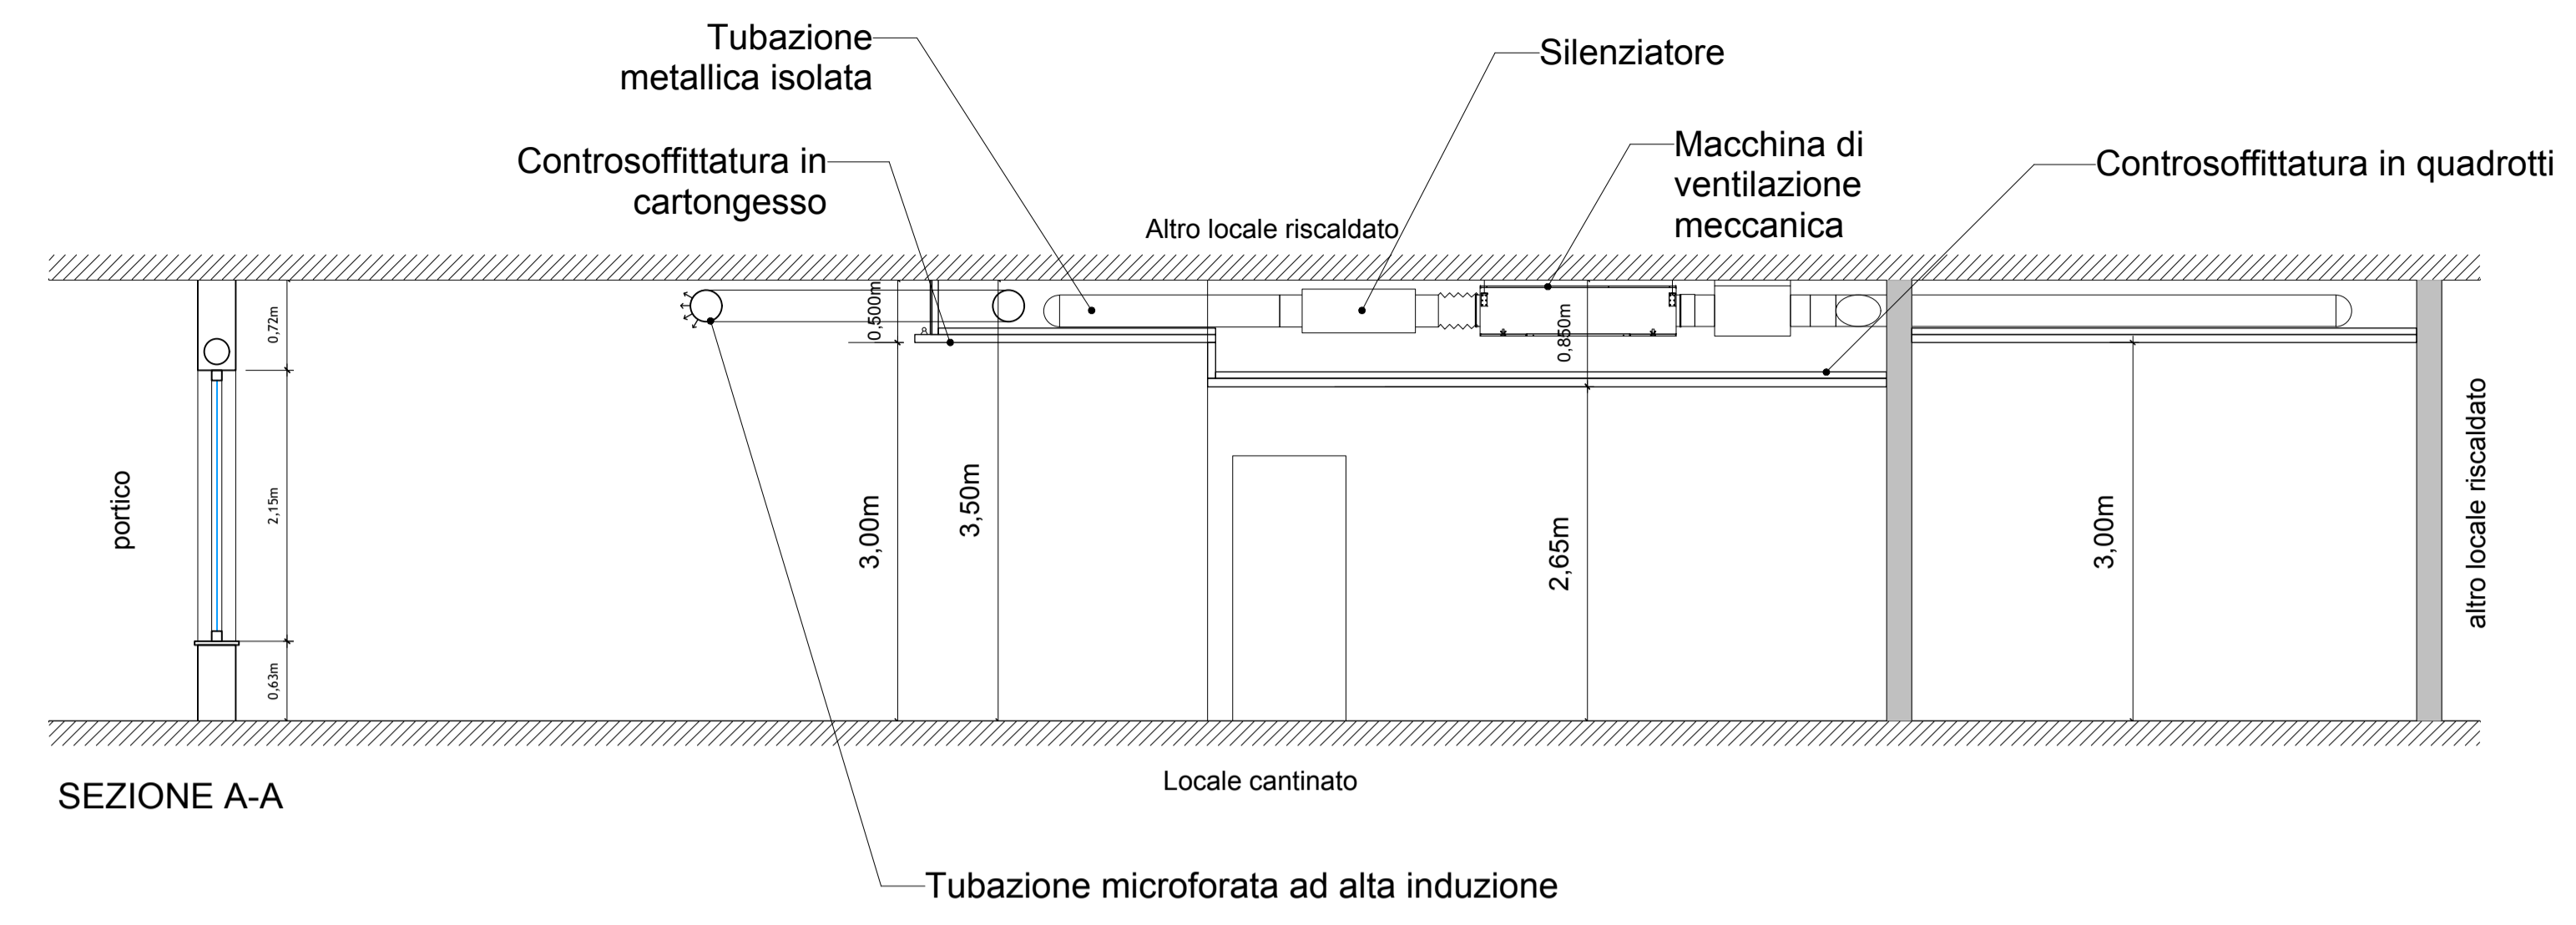 Tubazione
metallica isolata
Silenziatore
Controsoffittatura in
cartongesso
Macchina di
ventilazione
meccanica
Controsoffittatura in quadrotti
Altro locale riscaldato
0,72m
2,15m
0,63m
portico
0,500m
3,00m
3,50m
0,850m
2,65m
3,00m
altro locale riscaldato
SEZIONE A-A
Locale cantinato
Tubazione microforata ad alta induzione